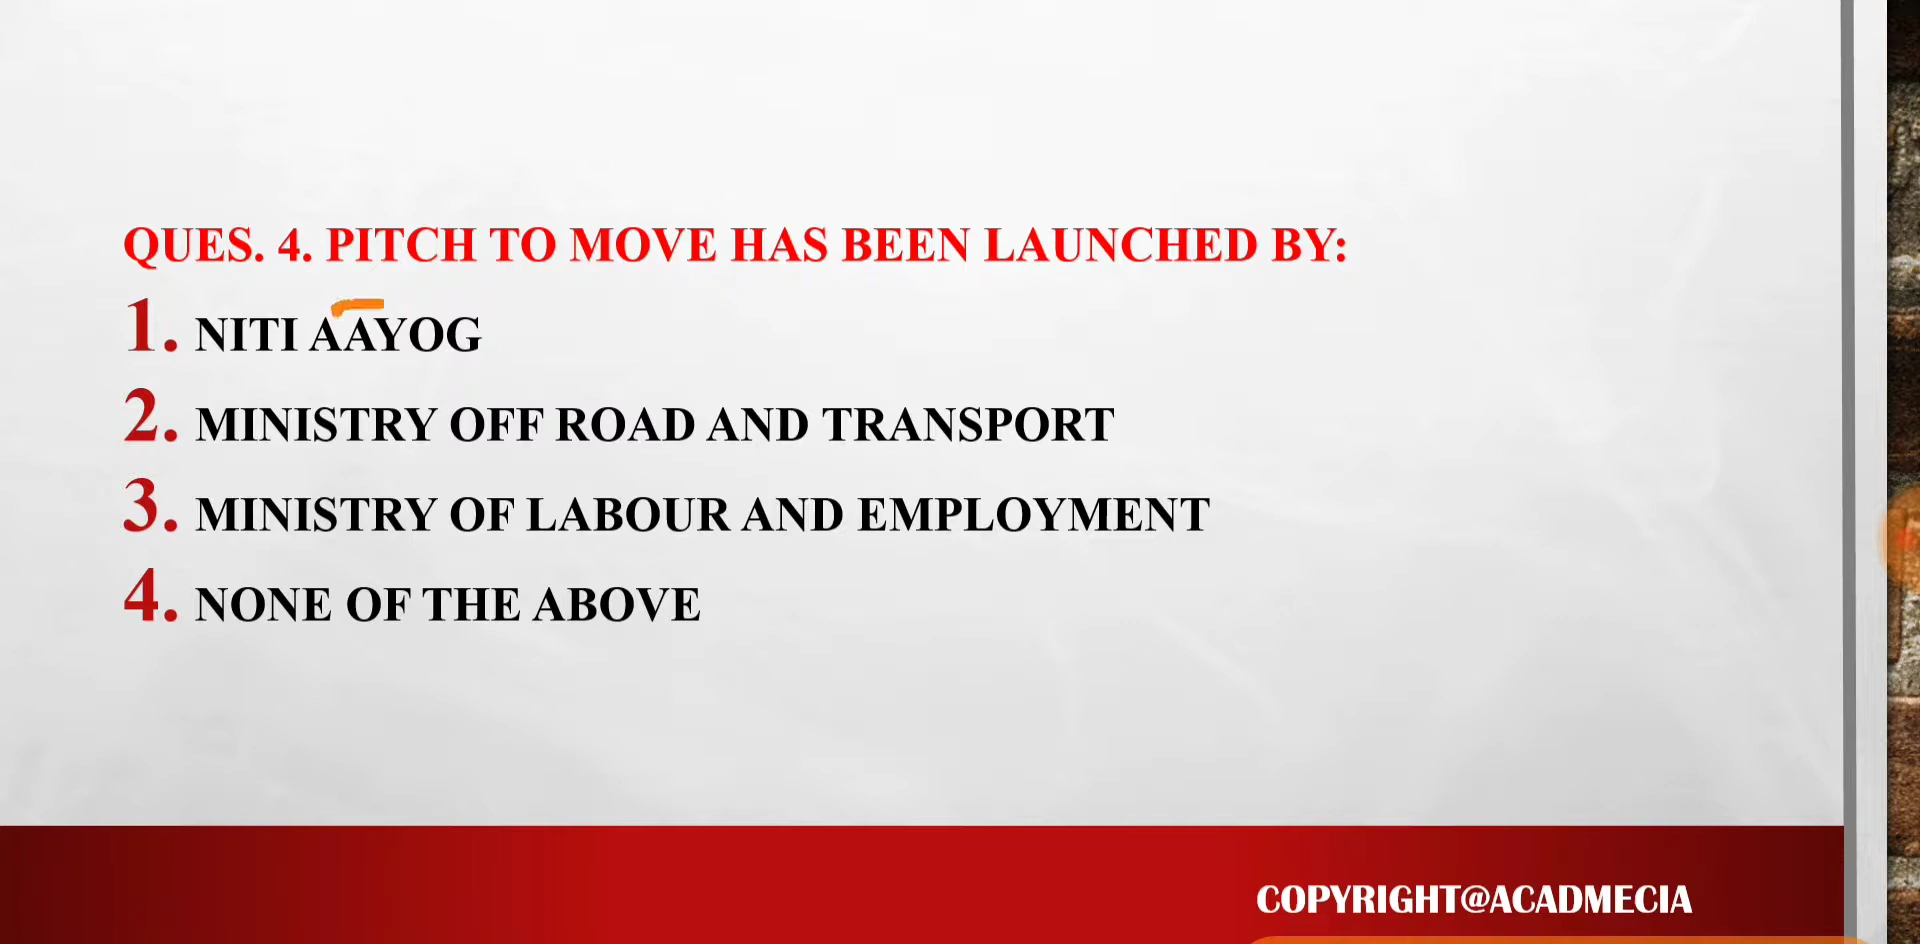 QUES. 4. PITCH TO MOVE HAS BEEN LAUNCHED BY:
1. NITI AAYOG
2. MINISTRY OFF ROAD AND TRANSPORT
3. MINISTRY OF LABOUR AND EMPLOYMENT
4. NONE OF THE ABOVE
COPYRIGHT@ACADMECIA